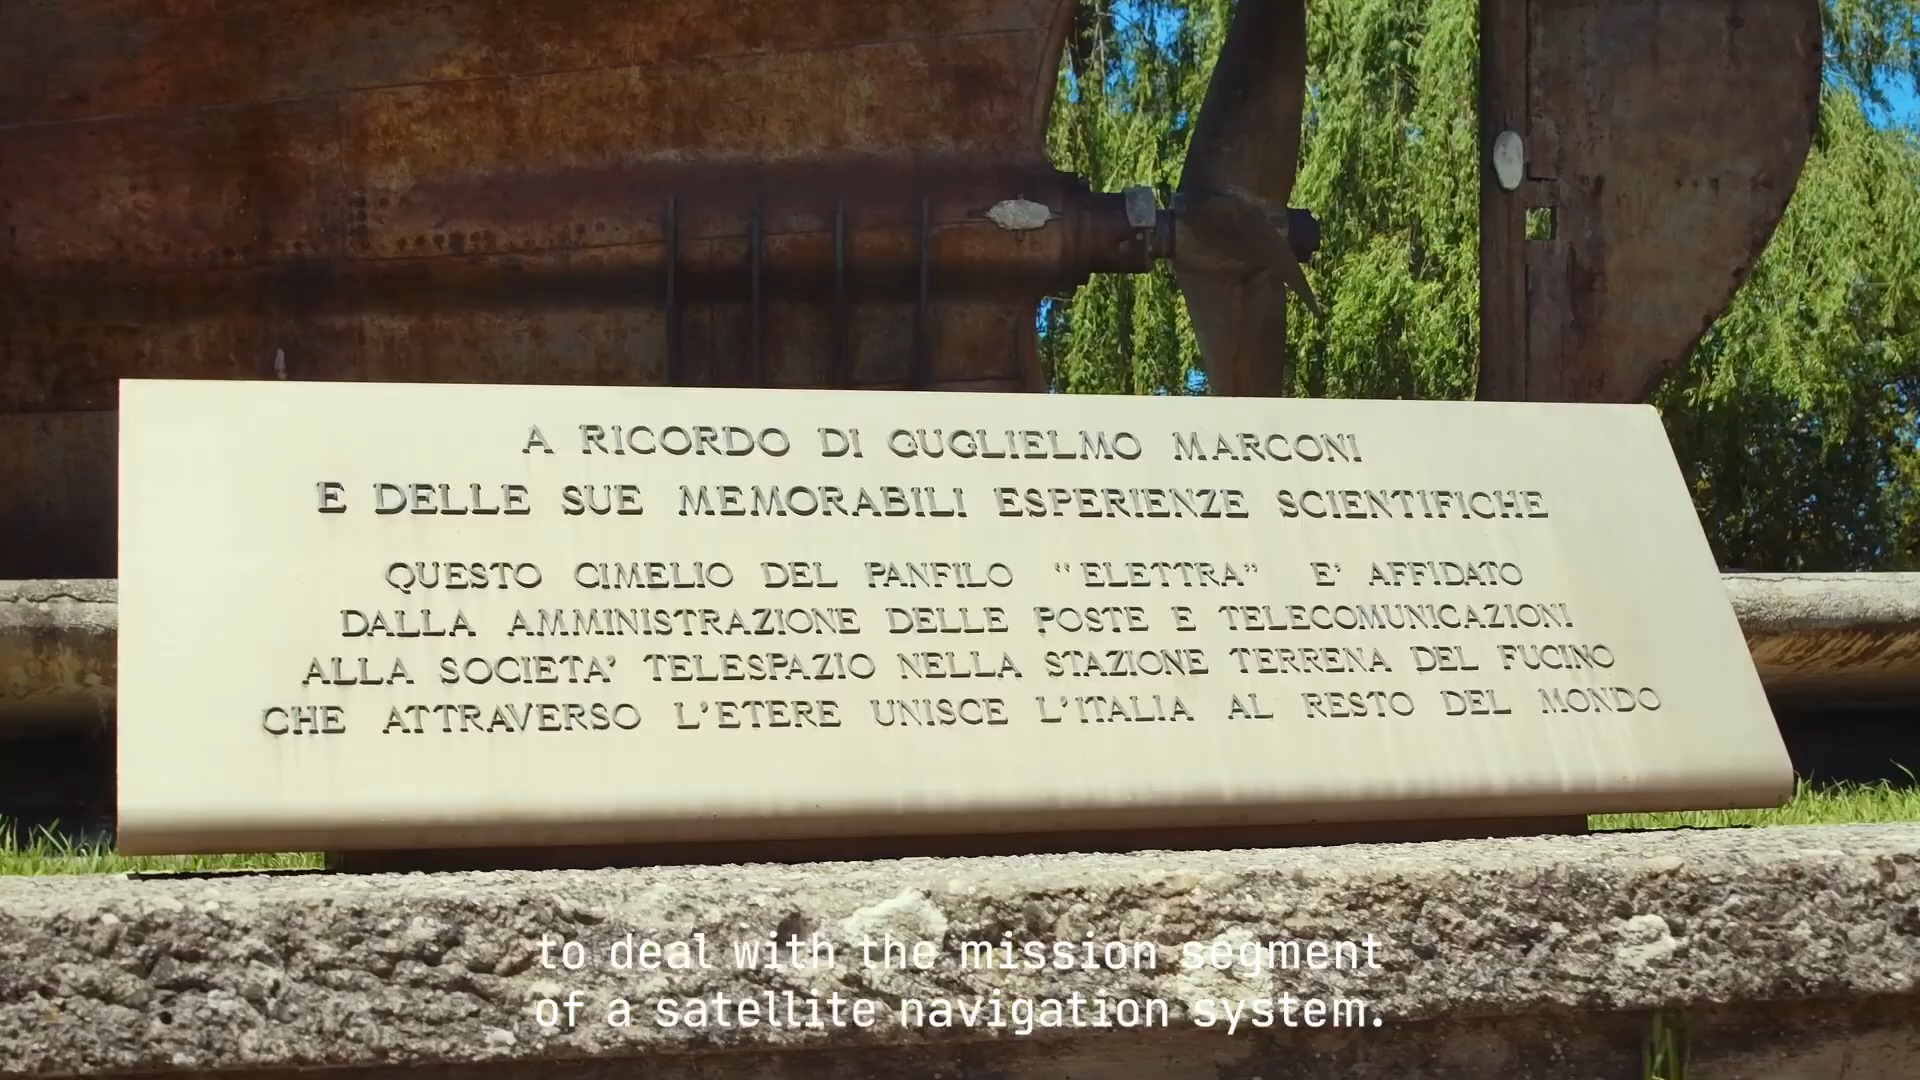 A RICORDO DI GUGLIELMO MARCONI
E DELLE SUE MEMORABILI ESPERIENZE SCIENTIFICHE
QUESTO CIMELIO DEL PANFILO “ELETTRA” E' AFFIDATO
DALLA AMMINISTRAZIONE DELLE POSTE E TELECOMUNICAZIONI
ALLA SOCIETA' TELESPAZIO NELLA STAZIONE TERRENA DEL FUCINO
CHE ATTRAVERSO L'ETERE UNISCE L'ITALIA AL RESTO DEL MONDO
to deal with the mission segment
of a satellite navigation system.